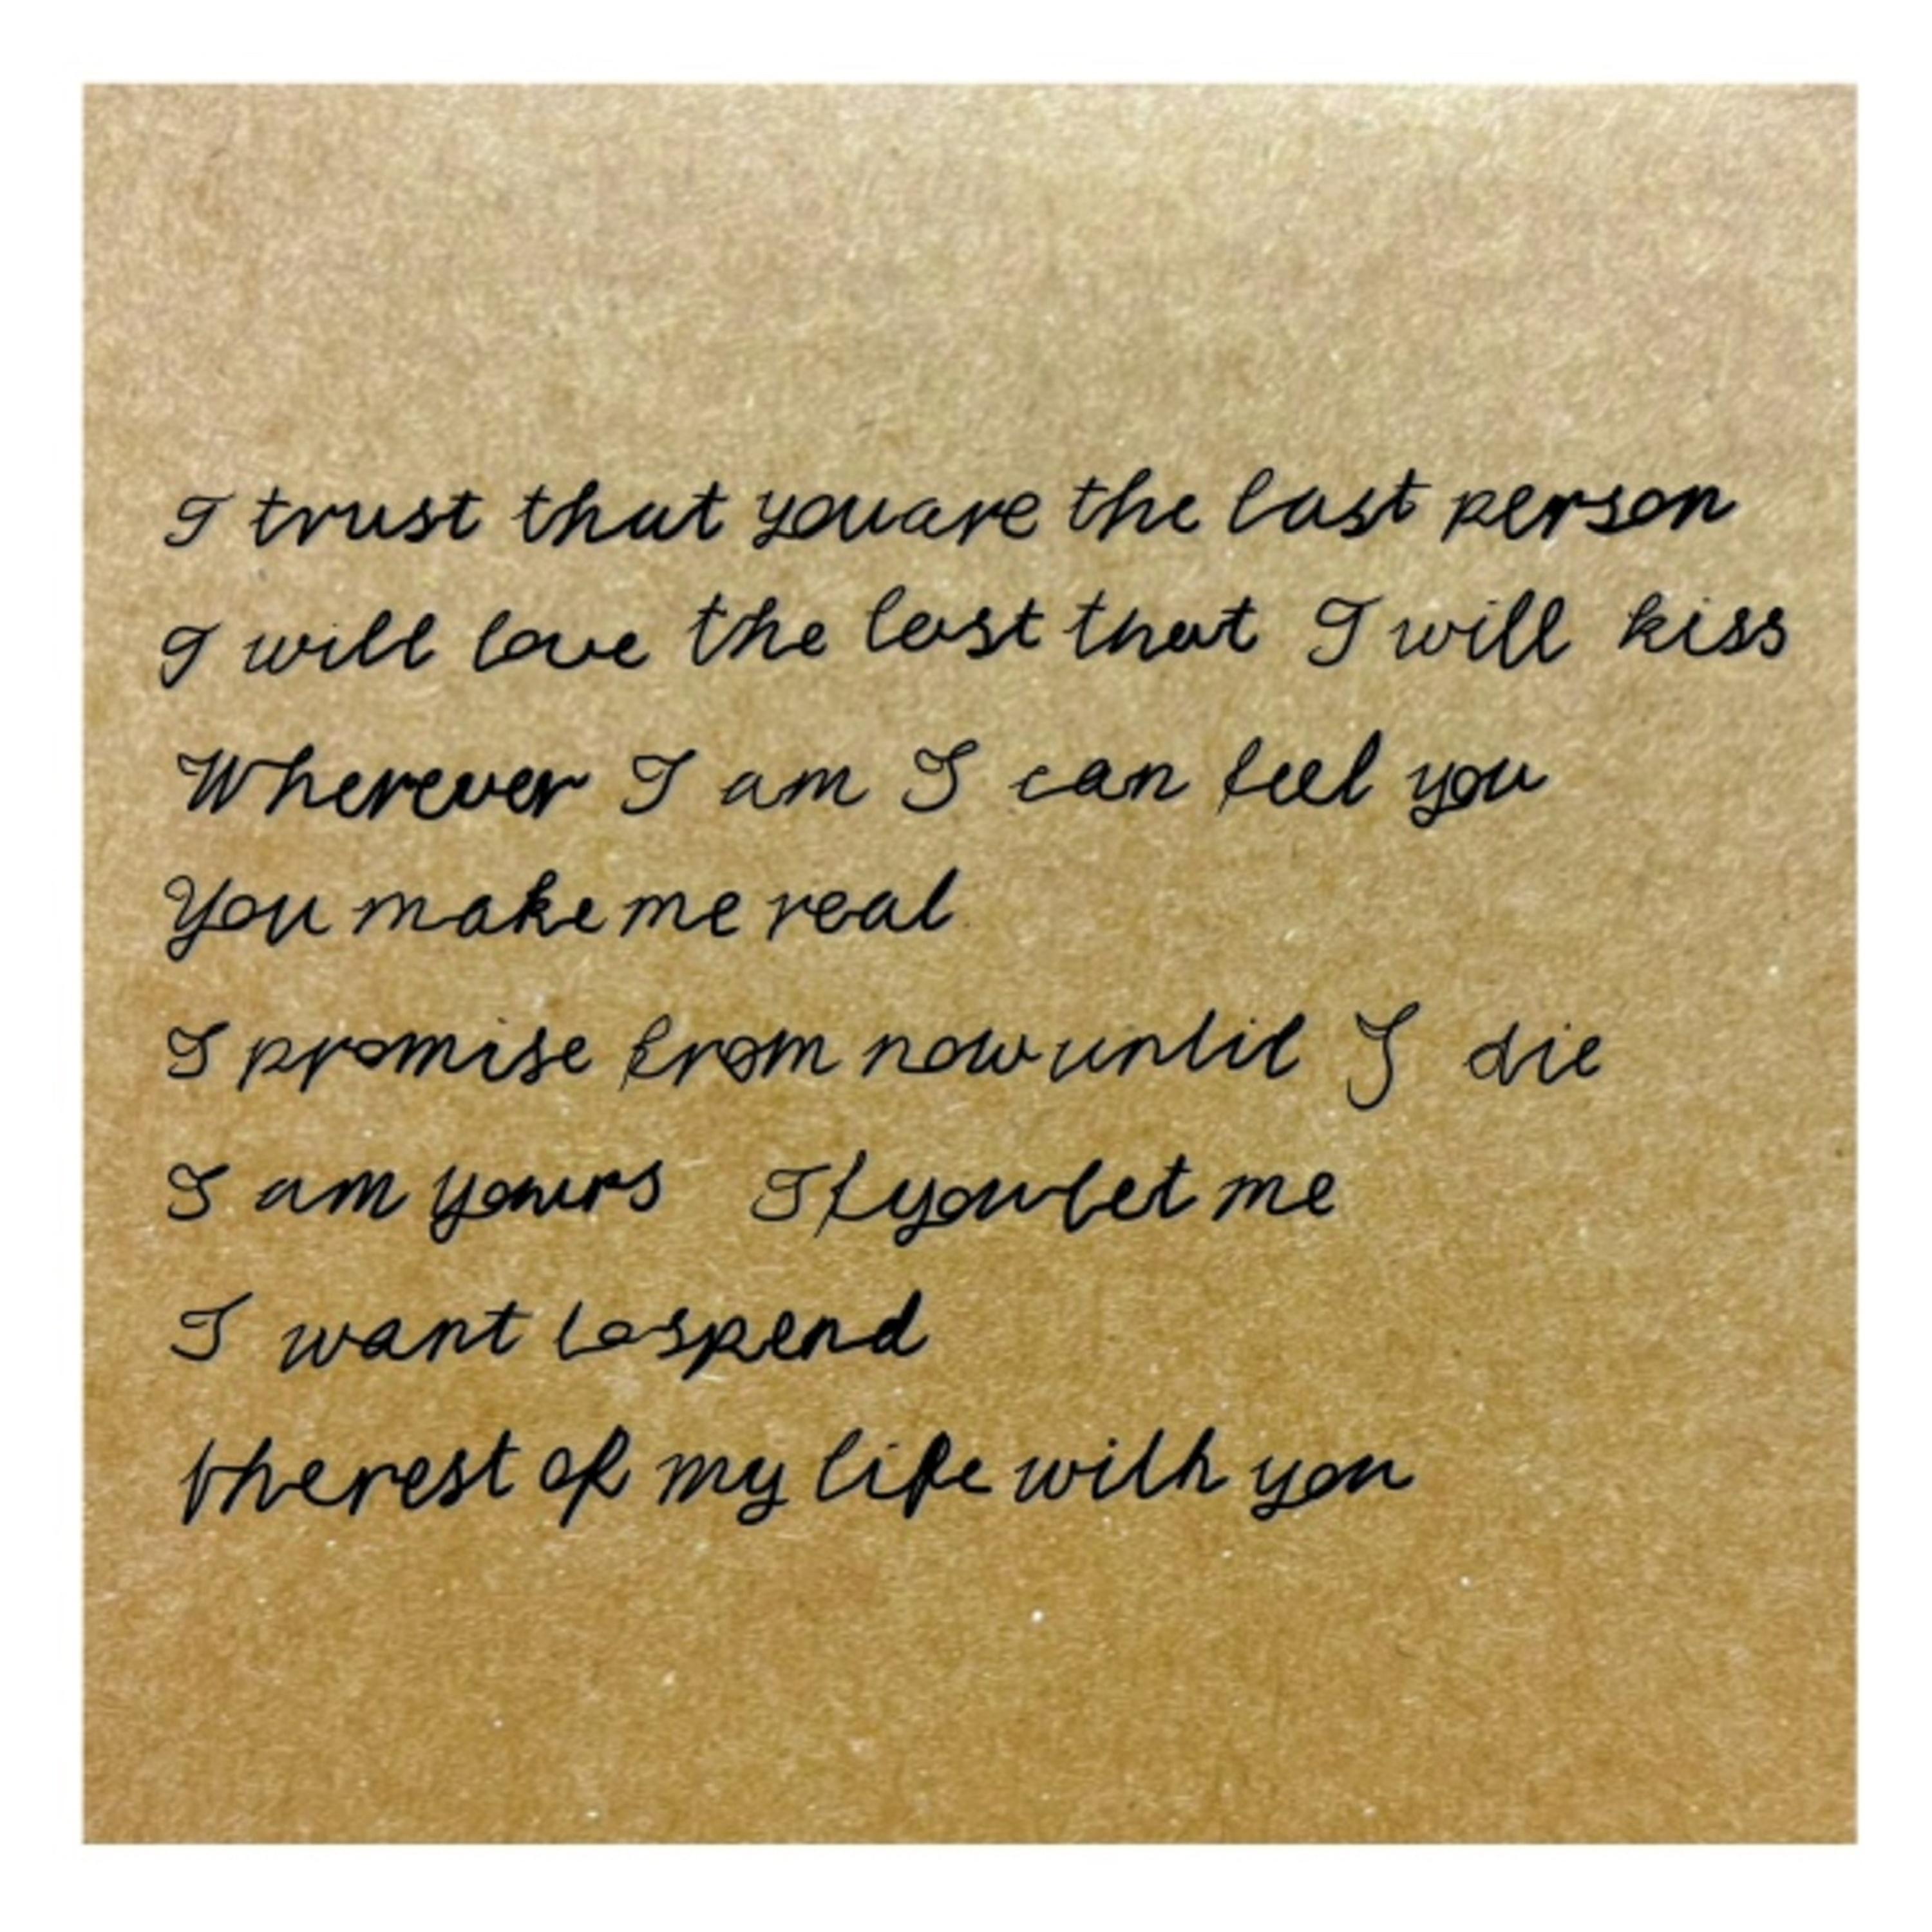 I trust that you are the last person
I will love the last that I will kiss
Wherever I am I can feel you
You make me real
I promise from now until I die
I am yours If you let me
I want to spend
the rest of my life with you